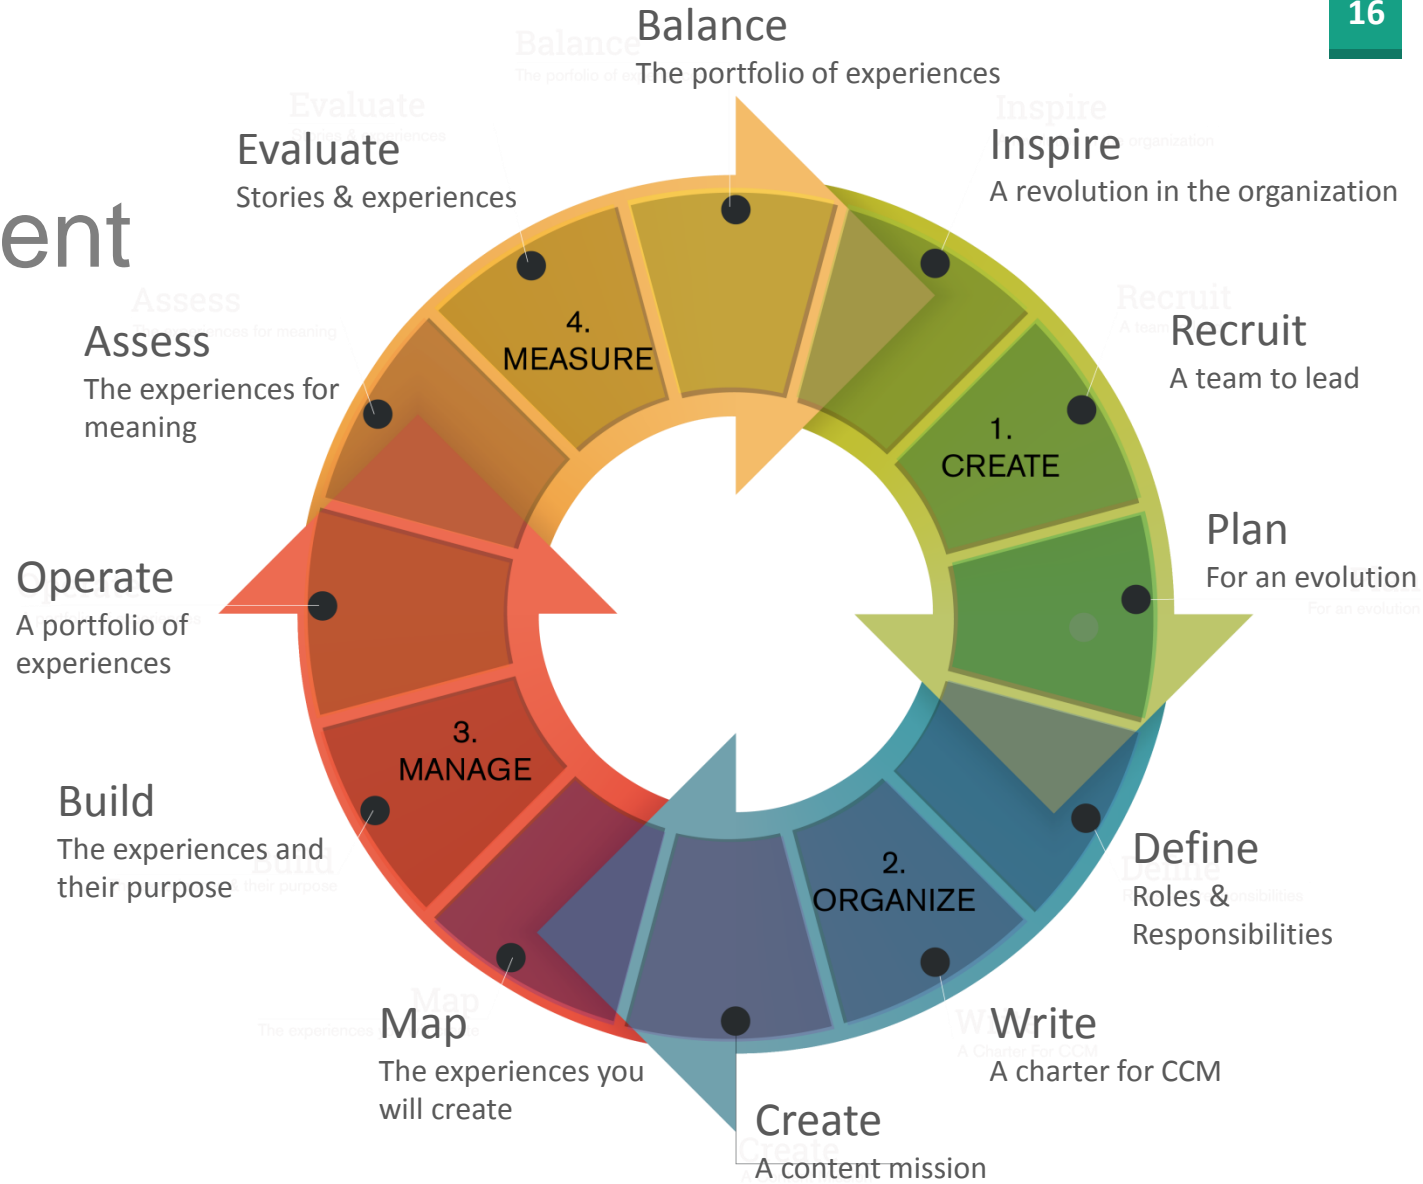 16
Balance
The portfolio of experiences
Inspire
A revolution in the organization
Evaluate
Stories & experiences
ent
Recruit
A team to lead
Assess
The experiences for
meaning
4.
MEASURE
1.
CREATE
Plan
For an evolution
Operate
A portfolio of
experiences
3.
MANAGE
Build
The experiences and
their purpose
2.
ORGANIZE
Define
Roles &
Responsibilities
Map
The experiences you
will create
Write
A charter for CCM
Create
A content mission